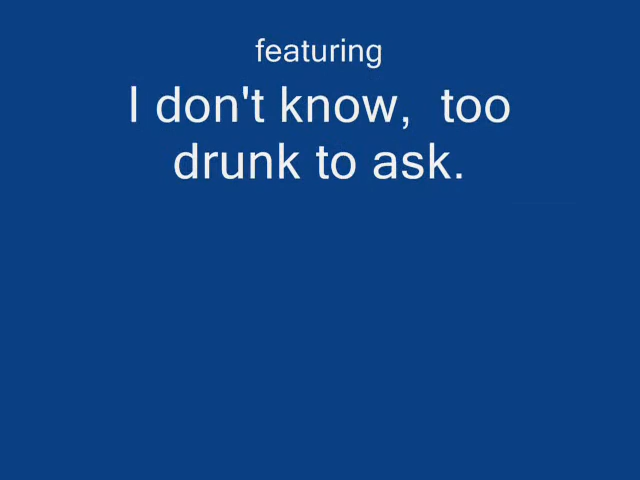 featuring
I don't know,  too
drunk to ask.